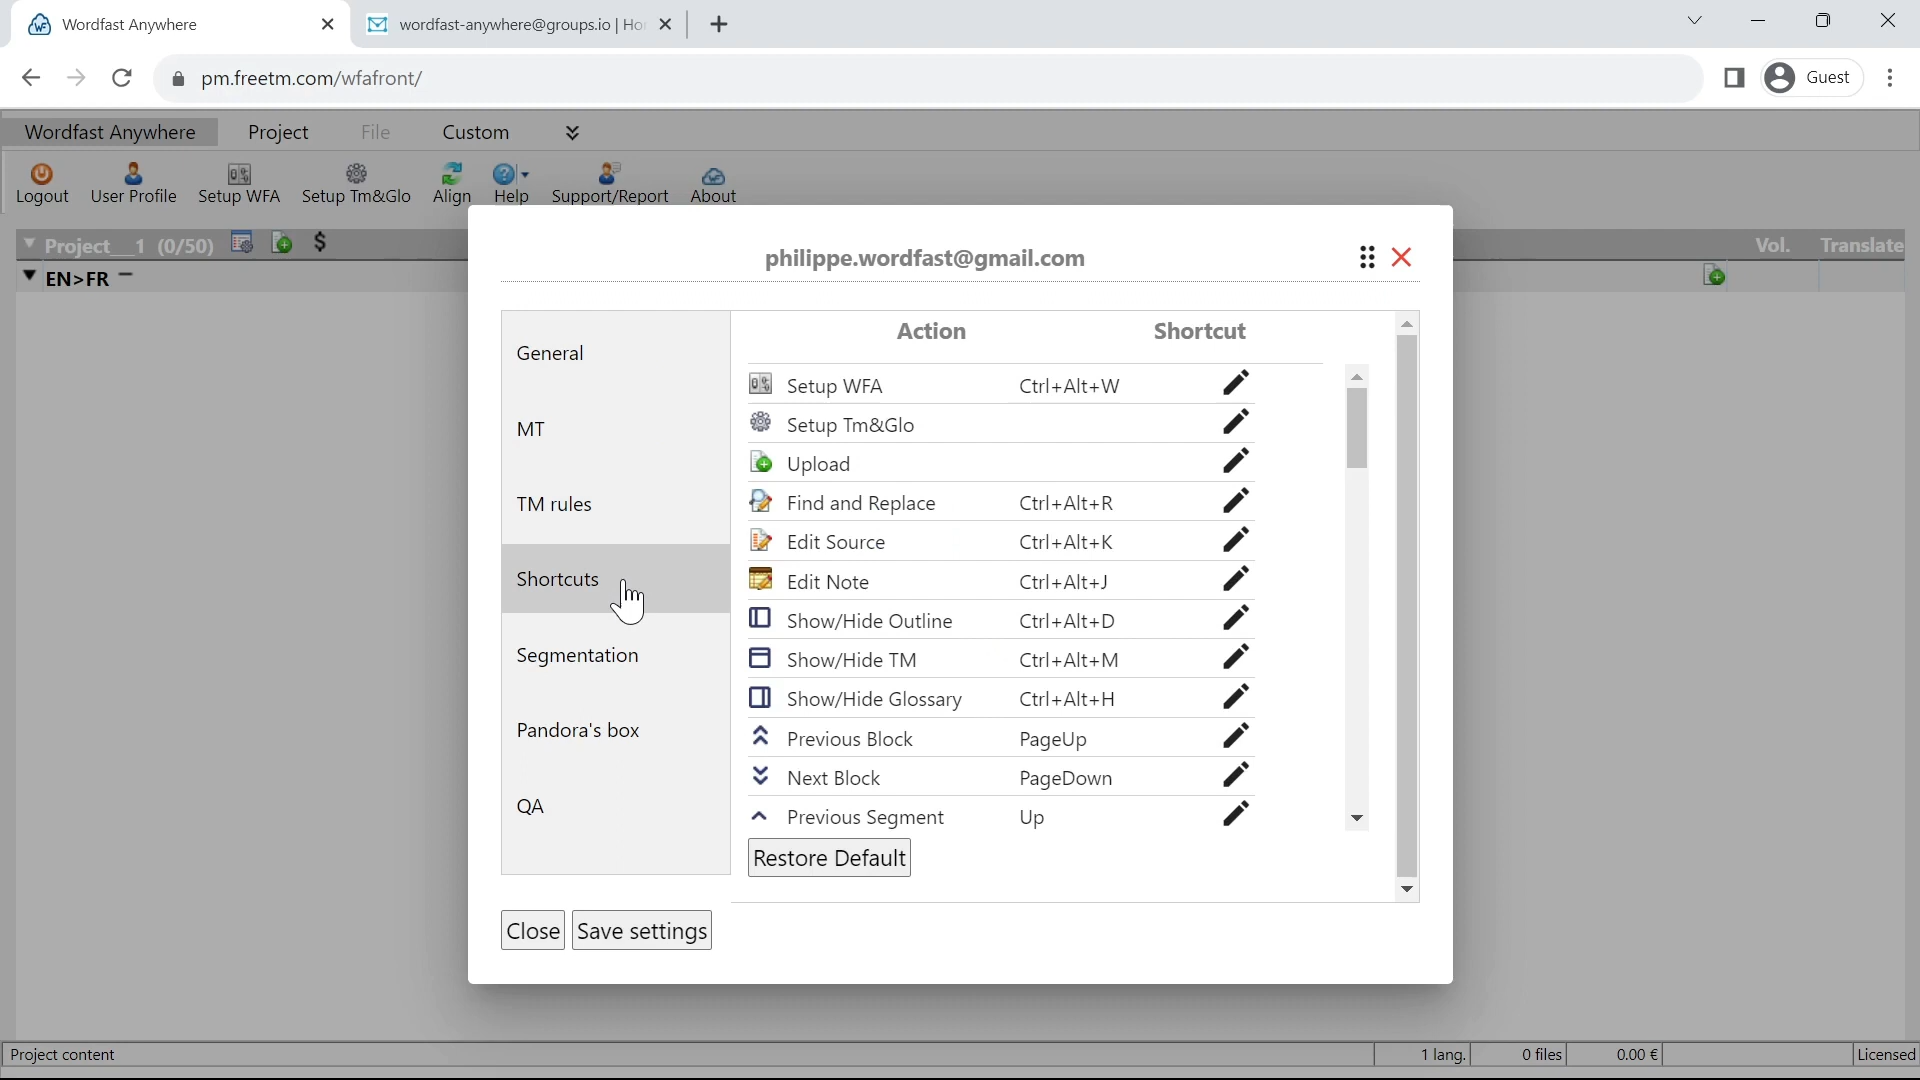 Wordfast Anywhere
wordfast-anywhere@groups.io | Ho
pm.freetm.com/wfafront/
Guest
Wordfast Anywhere Project File Custom
Logout User Profile Setup WFA Setup Tm&Glo Align Help Support/Report About
Project__1 (0/50) $ Vol. Translate
EN>FR
philippe.wordfast@gmail.com
General
MT
TM rules
Shortcuts
Segmentation
Pandora's box
QA
Action Shortcut
Setup WFA Ctrl+Alt+W
Setup Tm&Glo
Upload
Find and Replace Ctrl+Alt+R
Edit Source Ctrl+Alt+K
Edit Note Ctrl+Alt+J
Show/Hide Outline Ctrl+Alt+D
Show/Hide TM Ctrl+Alt+M
Show/Hide Glossary Ctrl+Alt+H
Previous Block PageUp
Next Block PageDown
Previous Segment Up
Restore Default
Close Save settings
Project content 1 lang. 0 files 0.00 € Licensed